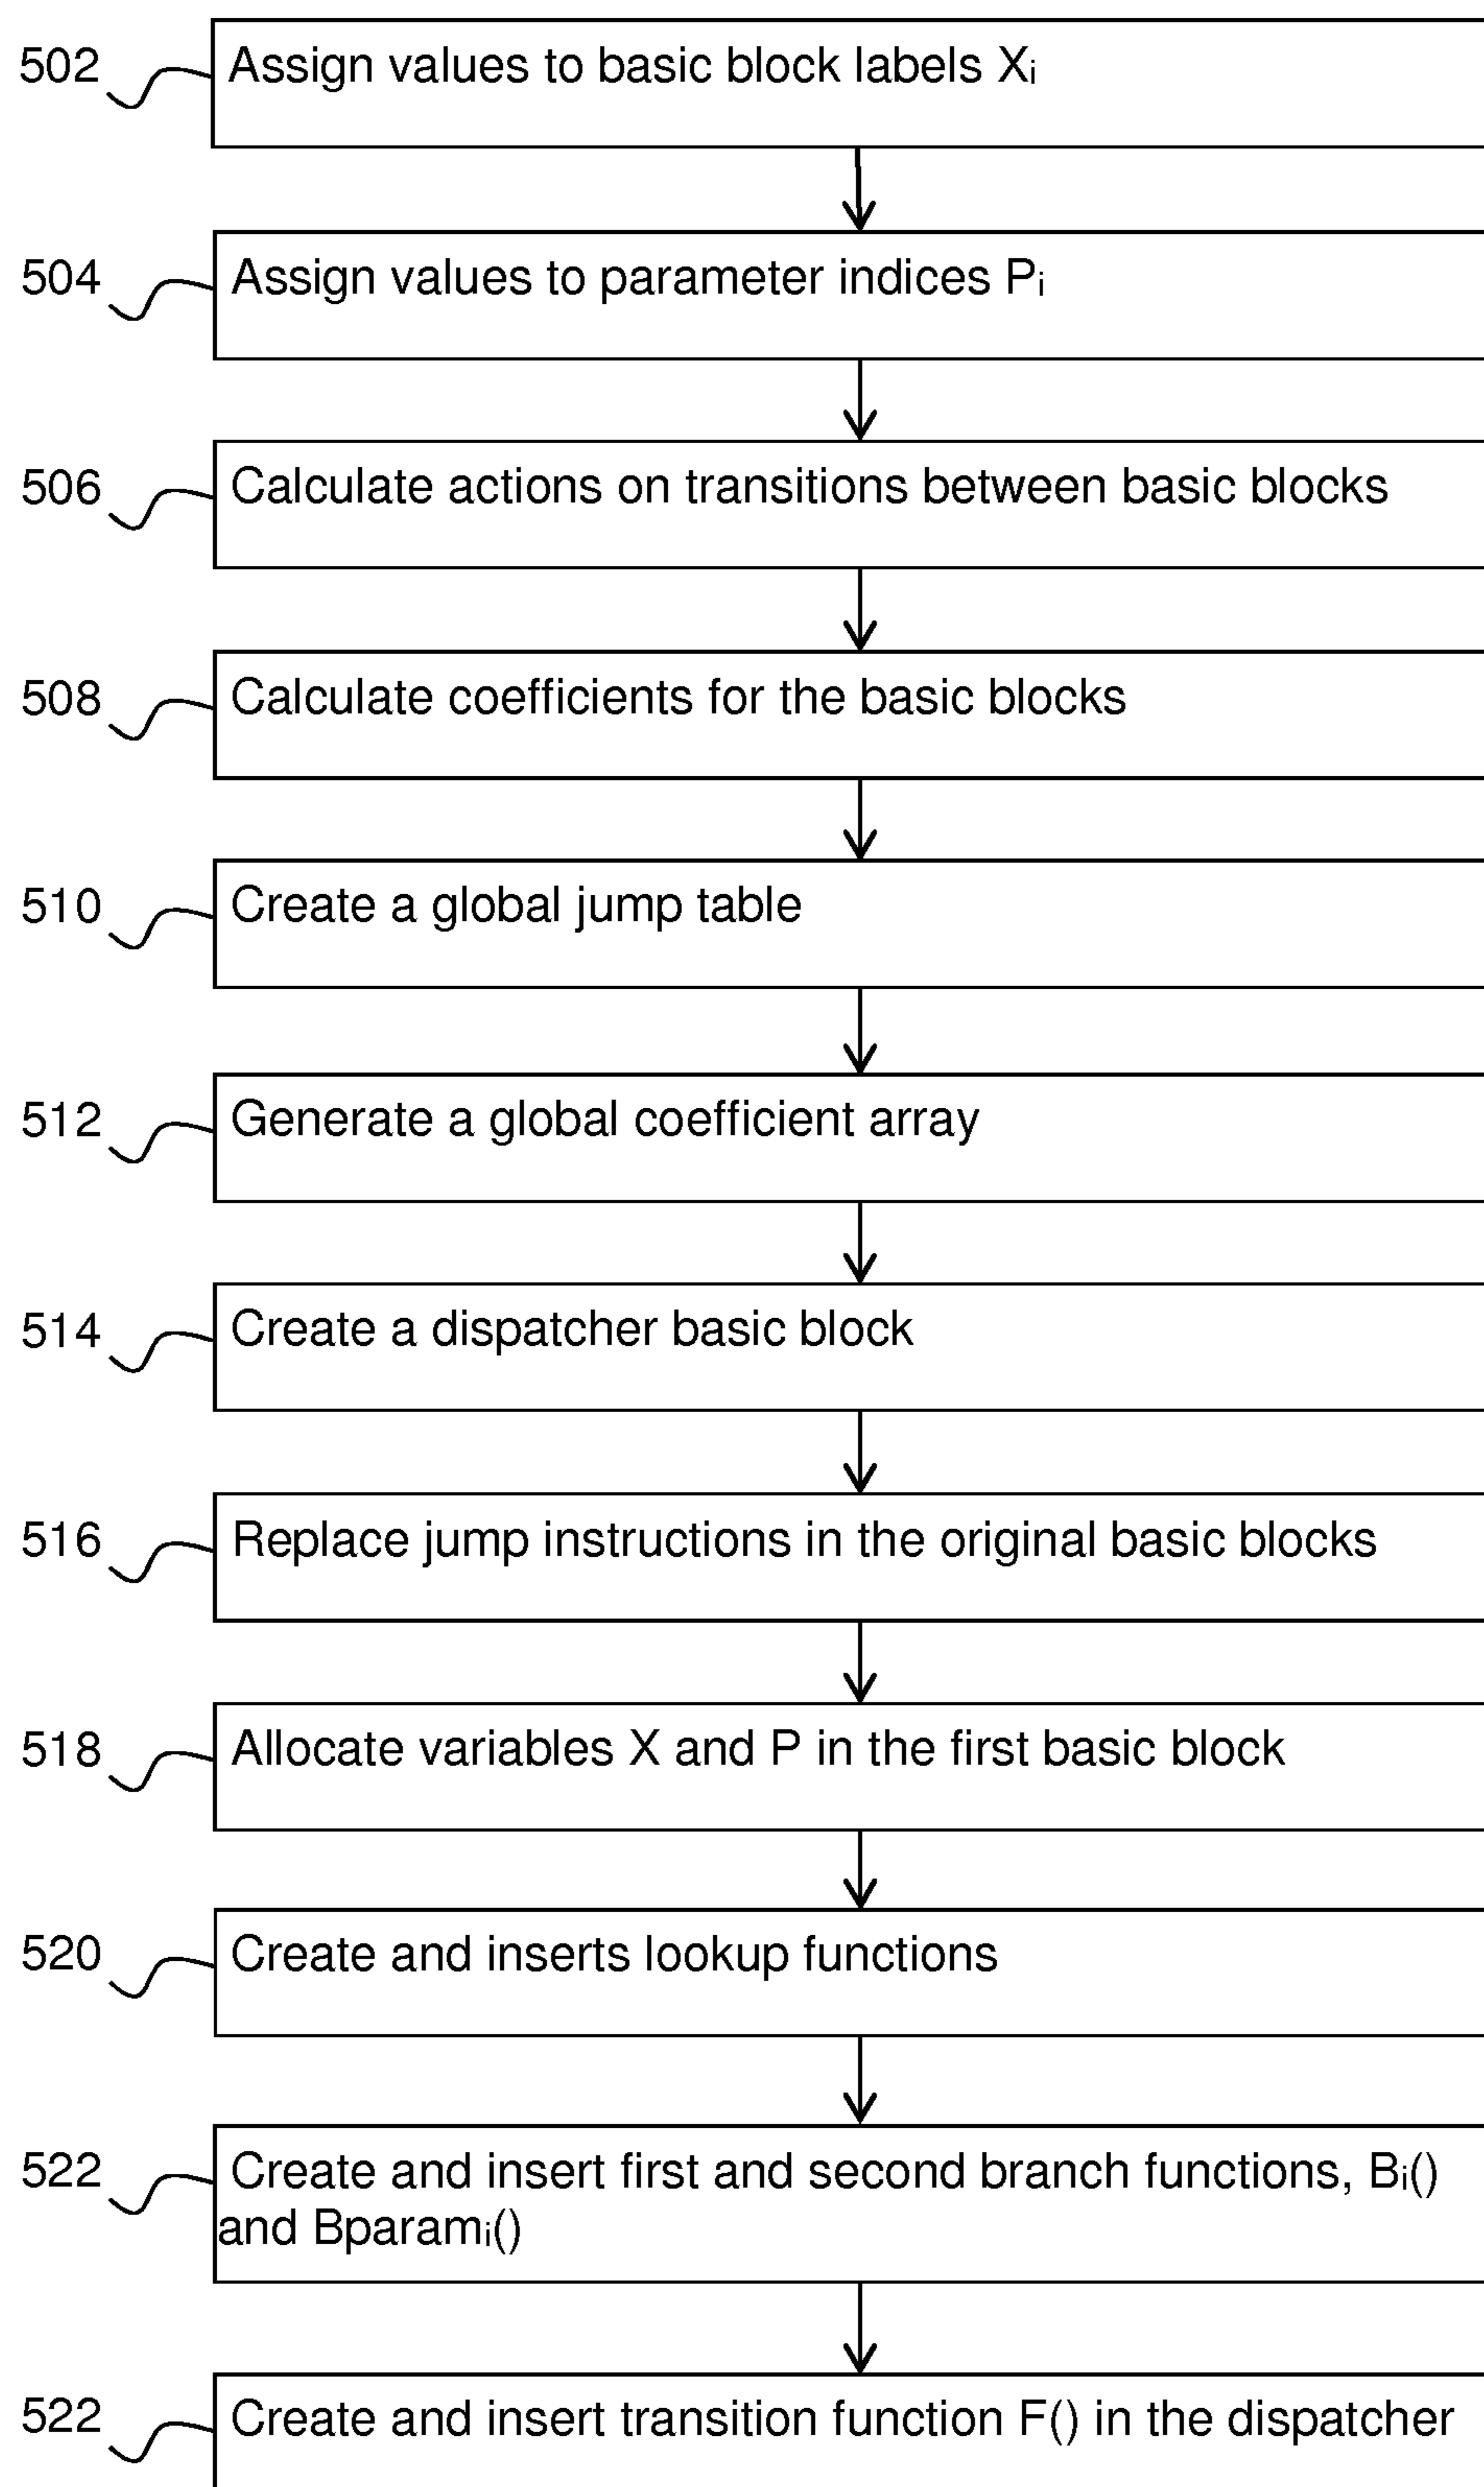 502 Assign values to basic block labels Xᵢ
504 Assign values to parameter indices Pᵢ
506 Calculate actions on transitions between basic blocks
508 Calculate coefficients for the basic blocks
510 Create a global jump table
512 Generate a global coefficient array
514 Create a dispatcher basic block
516 Replace jump instructions in the original basic blocks
518 Allocate variables X and P in the first basic block
520 Create and inserts lookup functions
522 Create and insert first and second branch functions, Bᵢ()
and Bparamᵢ()
522 Create and insert transition function F() in the dispatcher